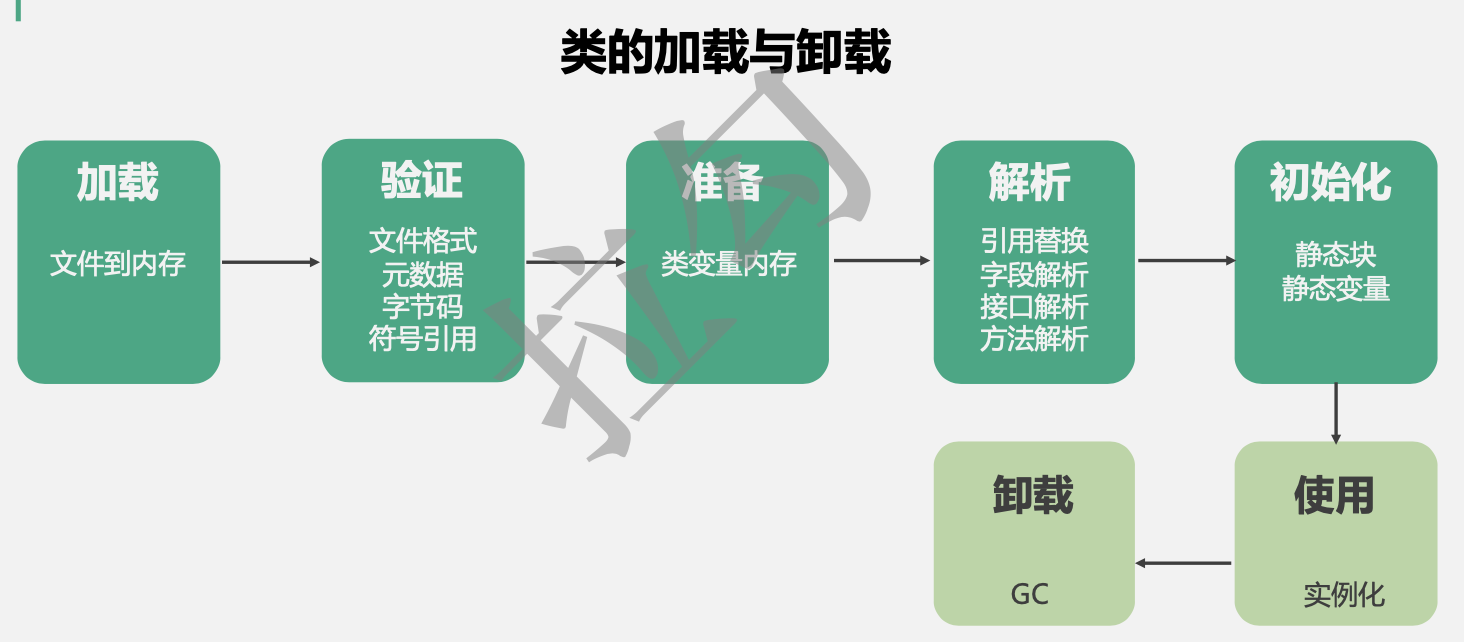 类的加载与卸载
加载
文件到内存
验证
文件格式
元数据
字节码
符号引用
准备
类变量内存
解析
引用替换
字段解析
接口解析
方法解析
初始化
静态块
静态变量
使用
实例化
卸载
GC
拉勾